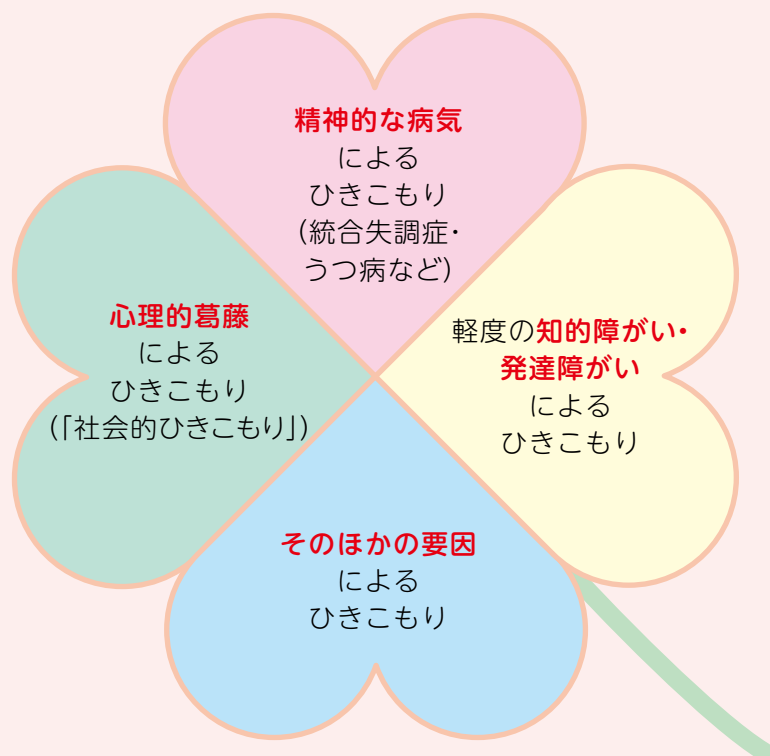 精神的な病気
による
ひきこもり
(統合失調症・
うつ病など)
心理的葛藤
による
ひきこもり
(「社会的ひきこもり」)
軽度の知的障がい・
発達障がい
による
ひきこもり
そのほかの要因
による
ひきこもり